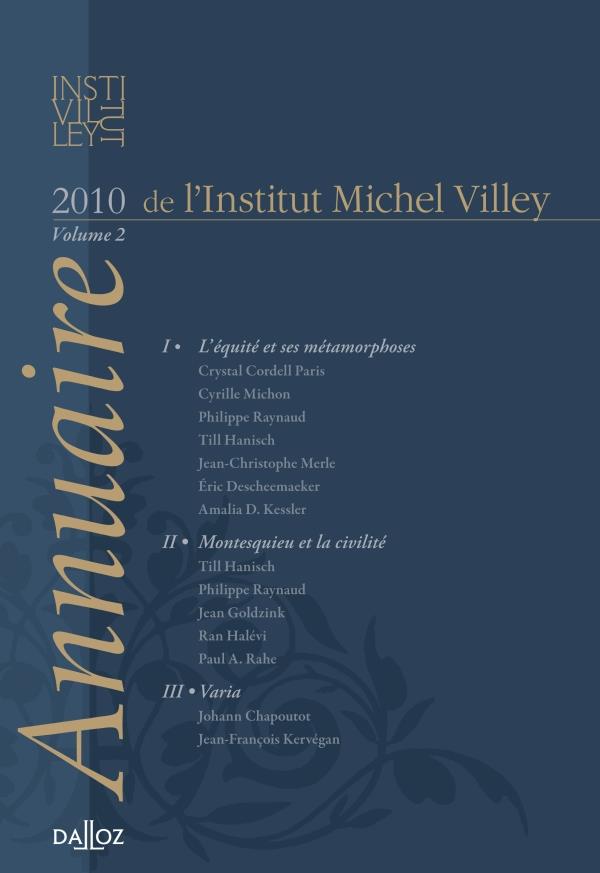 INSTI
VIL TUT
LEY
2010 de l'Institut Michel Villey
Volume 2
Annuaire
I • L'équité et ses métamorphoses
Crystal Cordell Paris
Cyrille Michon
Philippe Raynaud
Till Hanisch
Jean-Christophe Merle
Éric Descheemaeker
Amalia D. Kessler
II • Montesquieu et la civilité
Till Hanisch
Philippe Raynaud
Jean Goldzink
Ran Halévi
Paul A. Rahe
III • Varia
Johann Chapoutot
Jean-François Kervégan
DALLOZ